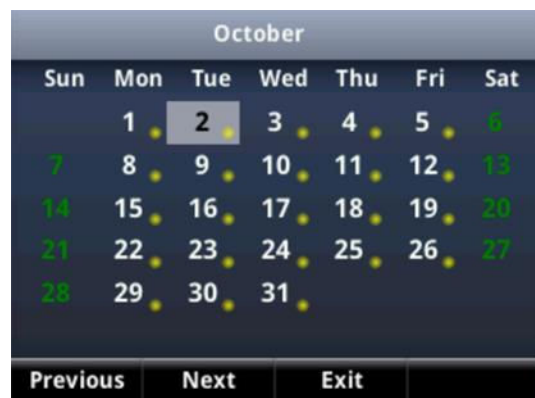 October
Sun Mon Tue Wed Thu Fri Sat
1 2 3 4 5 6
7 8 9 10 11 12 13
14 15 16 17 18 19 20
21 22 23 24 25 26 27
28 29 30 31
Previous Next Exit